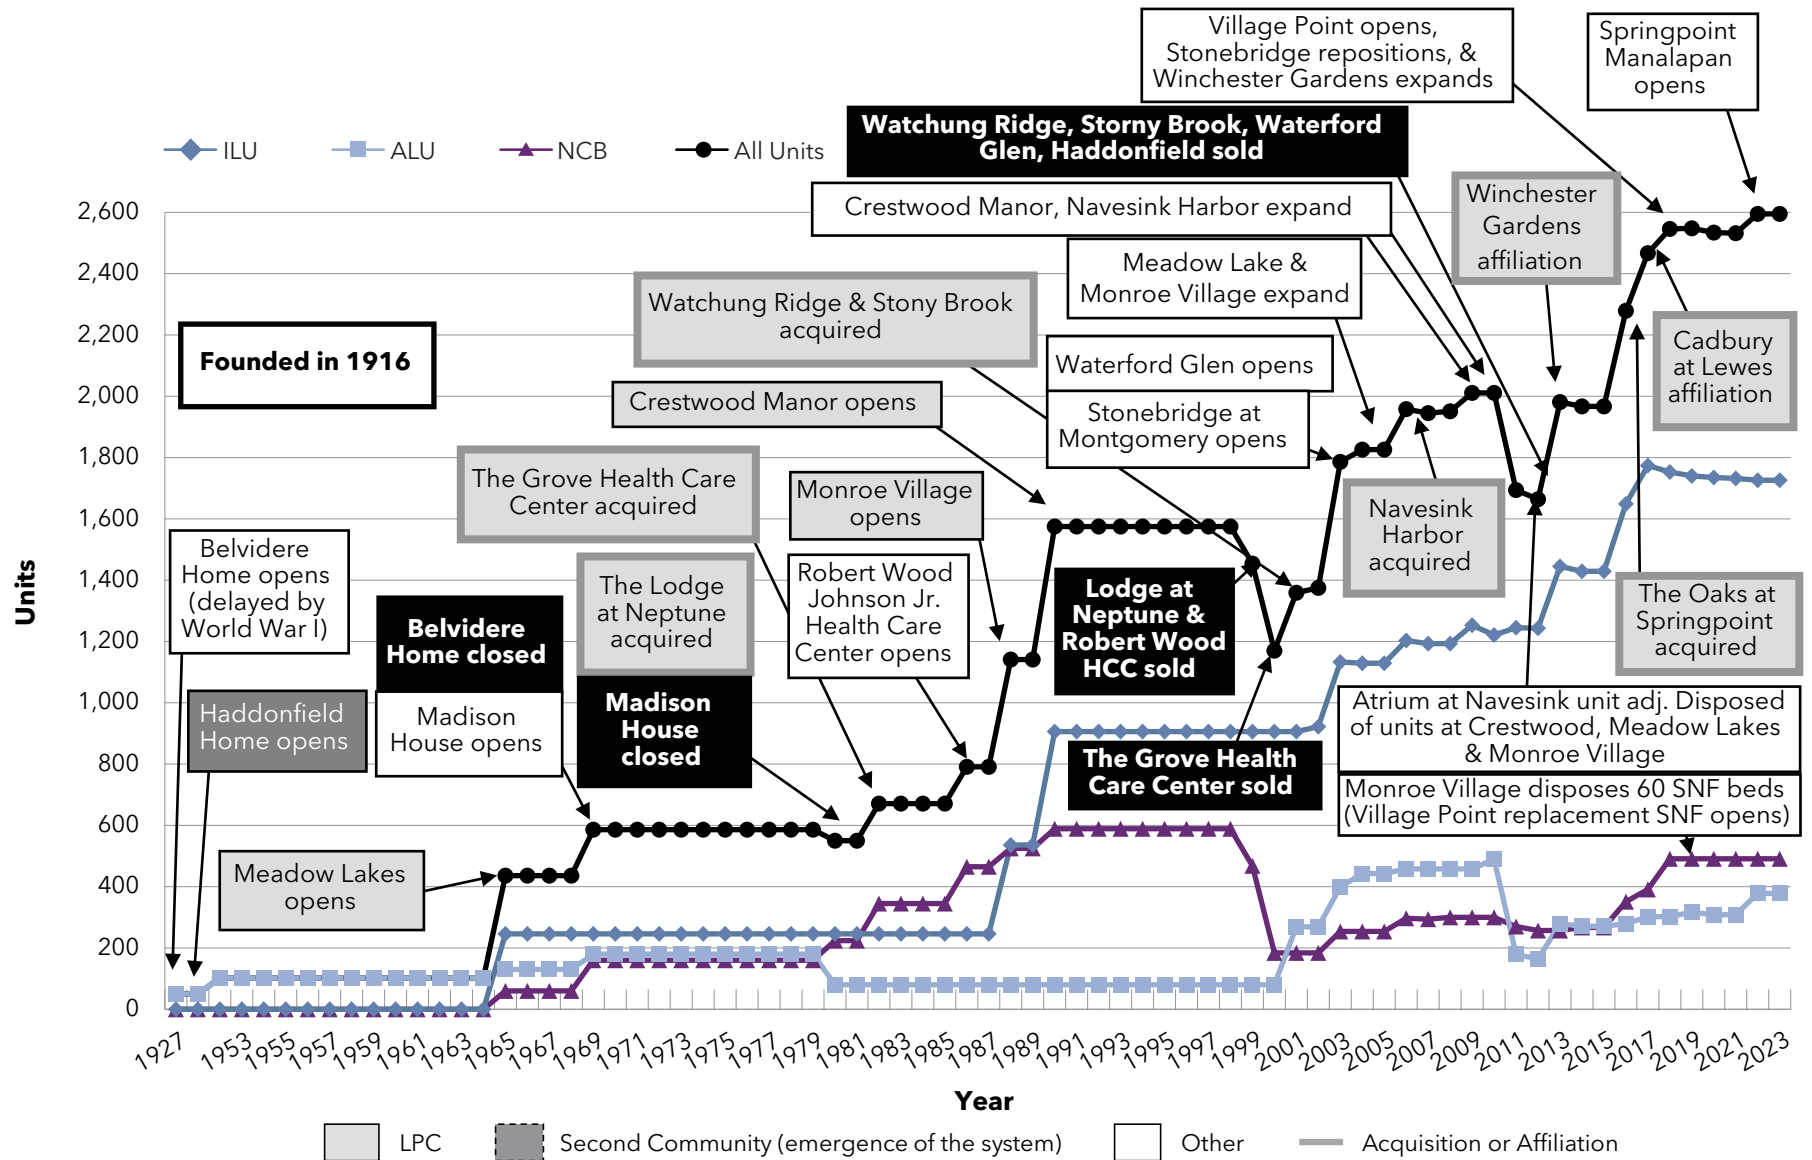 Village Point opens,
Stonebridge repositions, &
Winchester Gardens expands
Springpoint
Manalapan
opens
ILU
ALU
NCB
All Units
Watchung Ridge, Storny Brook, Waterford
Glen, Haddonfield sold
Crestwood Manor, Navesink Harbor expand
Winchester
Gardens
affiliation
Meadow Lake &
Monroe Village expand
Watchung Ridge & Stony Brook
acquired
Founded in 1916
Waterford Glen opens
Cadbury
at Lewes
affiliation
Crestwood Manor opens
Stonebridge at
Montgomery opens
The Grove Health Care
Center acquired
Monroe Village
opens
Navesink
Harbor
acquired
Belvidere
Home opens
(delayed by
World War I)
The Lodge
at Neptune
acquired
Robert Wood
Johnson Jr.
Health Care
Center opens
Lodge at
Neptune &
Robert Wood
HCC sold
The Oaks at
Springpoint
acquired
Belvidere
Home closed
Haddonfield
Home opens
Madison
House opens
Madison
House
closed
Atrium at Navesink unit adj. Disposed
of units at Crestwood, Meadow Lakes
& Monroe Village
The Grove Health
Care Center sold
Monroe Village disposes 60 SNF beds
(Village Point replacement SNF opens)
Meadow Lakes
opens
Units
2,600
2,400
2,200
2,000
1,800
1,600
1,400
1,200
1,000
800
600
400
200
0
1927
1953
1955
1957
1959
1961
1963
1965
1967
1969
1971
1973
1975
1977
1979
1981
1983
1985
1987
1989
1991
1993
1995
1997
1999
2001
2003
2005
2007
2009
2011
2013
2015
2017
2019
2021
2023
Year
LPC
Second Community (emergence of the system)
Other
Acquisition or Affiliation